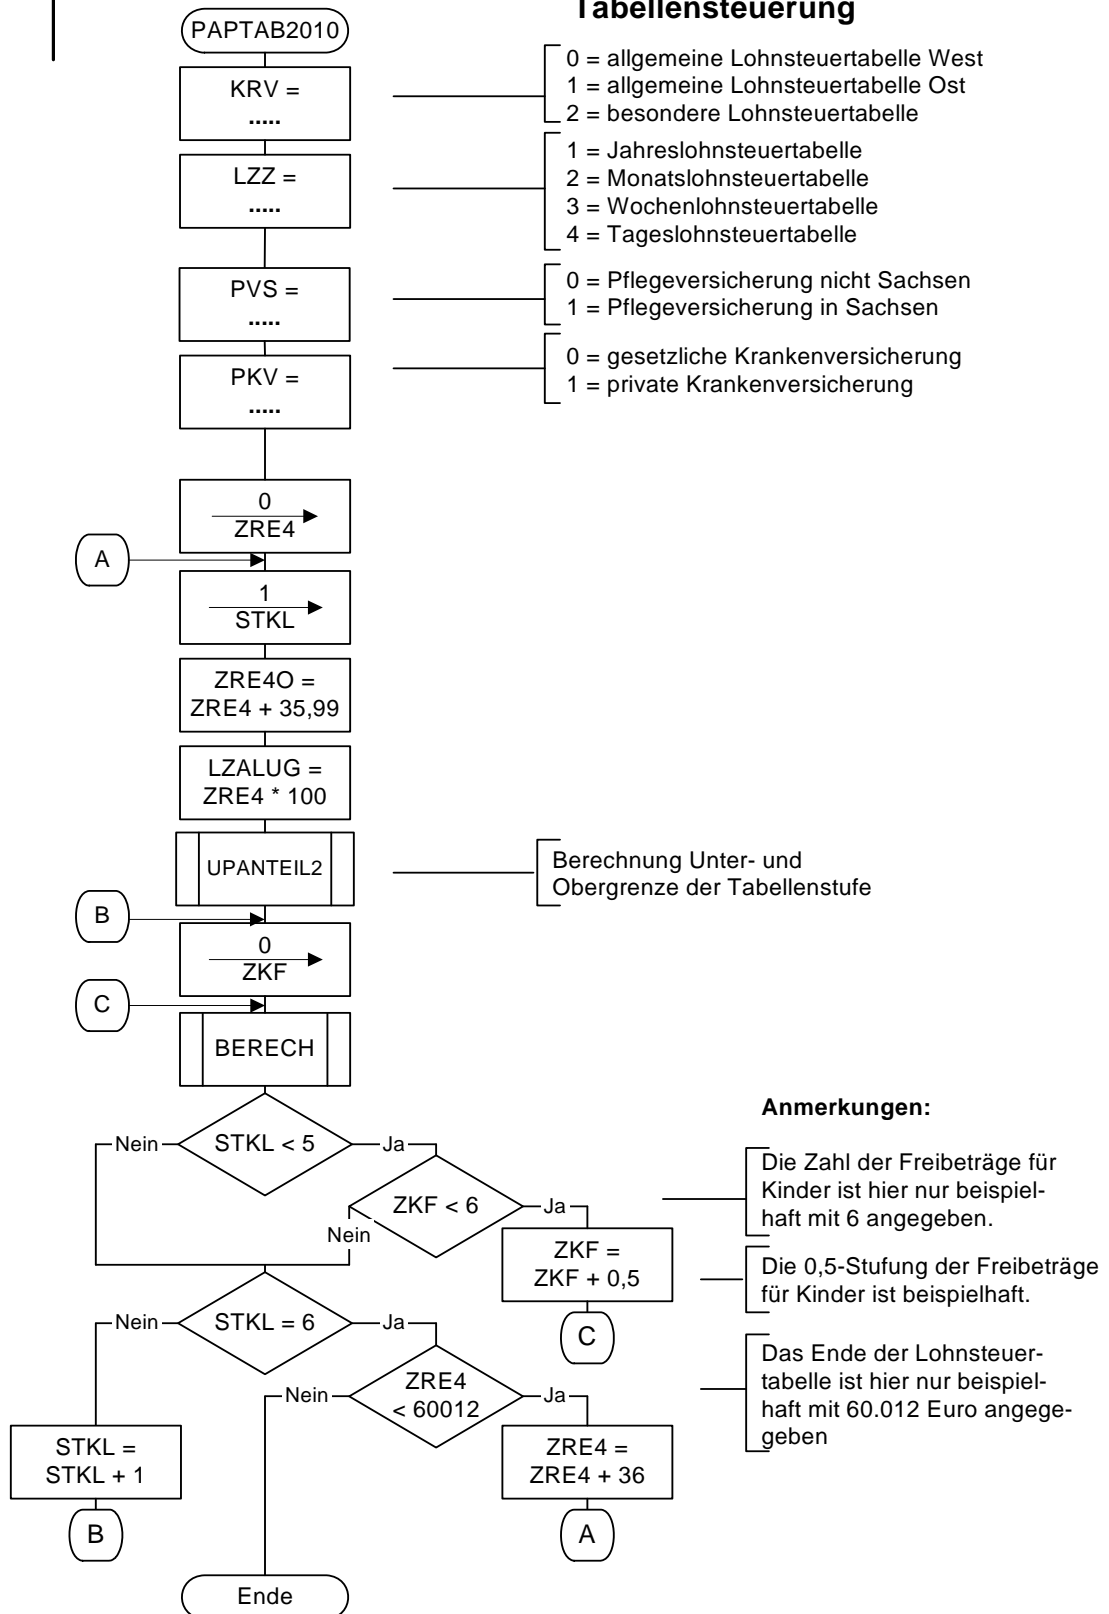 Tabellensteuerung
PAPTAB2010
KRV =
.....
0 = allgemeine Lohnsteuertabelle West
1 = allgemeine Lohnsteuertabelle Ost
2 = besondere Lohnsteuertabelle
LZZ =
.....
1 = Jahreslohnsteuertabelle
2 = Monatslohnsteuertabelle
3 = Wochenlohnsteuertabelle
4 = Tageslohnsteuertabelle
PVS =
.....
0 = Pflegeversicherung nicht Sachsen
1 = Pflegeversicherung in Sachsen
PKV =
.....
0 = gesetzliche Krankenversicherung
1 = private Krankenversicherung
0
ZRE4
A
1
STKL
ZRE4O =
ZRE4 + 35,99
LZALUG =
ZRE4 * 100
UPANTEIL2
Berechnung Unter- und
Obergrenze der Tabellenstufe
B
0
ZKF
C
BERECH
Anmerkungen:
Nein
STKL < 5
Ja
ZKF < 6
Ja
Nein
Die Zahl der Freibeträge für
Kinder ist hier nur beispiel-
haft mit 6 angegeben.
ZKF =
ZKF + 0,5
Die 0,5-Stufung der Freibeträge
für Kinder ist beispielhaft.
C
Nein
STKL = 6
Ja
Nein
ZRE4
< 60012
Ja
Das Ende der Lohnsteuer-
tabelle ist hier nur beispiel-
haft mit 60.012 Euro angege-
geben
STKL =
STKL + 1
ZRE4 =
ZRE4 + 36
B
A
Ende